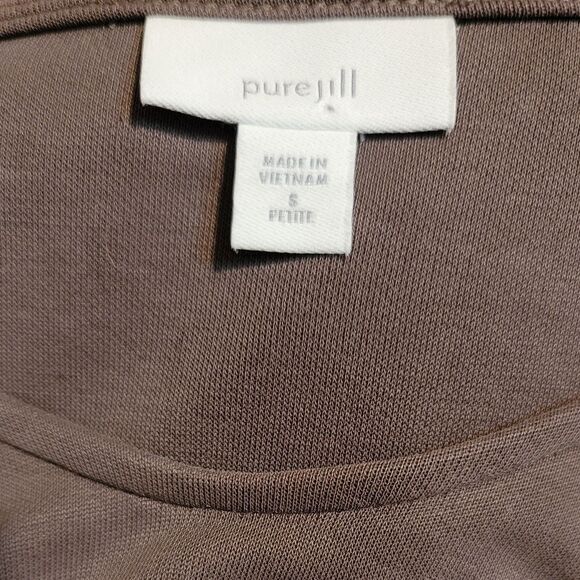 purejill
MADE IN
VIETNAM
S
PETITE